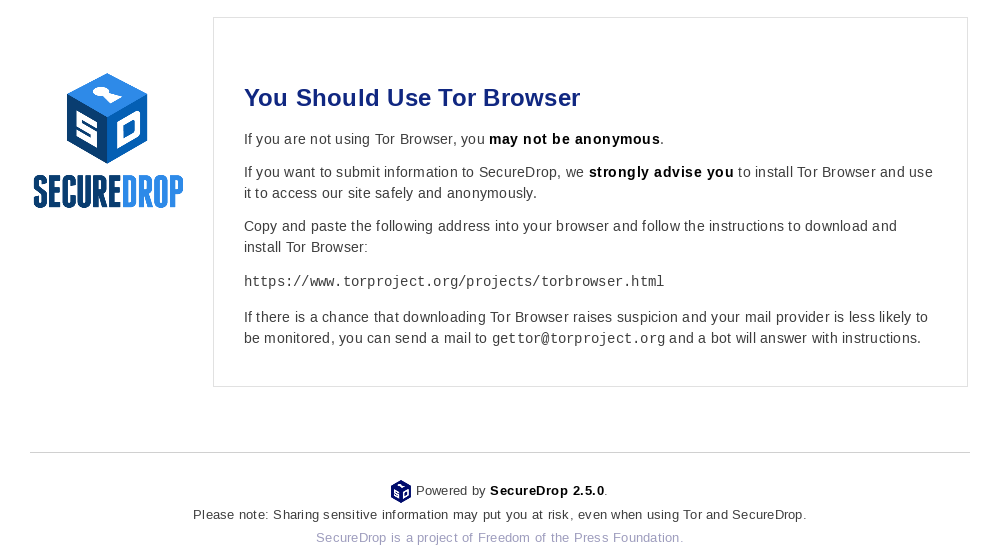 SD
SECUREDROP
You Should Use Tor Browser
If you are not using Tor Browser, you may not be anonymous.
If you want to submit information to SecureDrop, we strongly advise you to install Tor Browser and use
it to access our site safely and anonymously.
Copy and paste the following address into your browser and follow the instructions to download and
install Tor Browser:
https://www.torproject.org/projects/torbrowser.html
If there is a chance that downloading Tor Browser raises suspicion and your mail provider is less likely to
be monitored, you can send a mail to gettor@torproject.org and a bot will answer with instructions.
Powered by SecureDrop 2.5.0.
Please note: Sharing sensitive information may put you at risk, even when using Tor and SecureDrop.
SecureDrop is a project of Freedom of the Press Foundation.